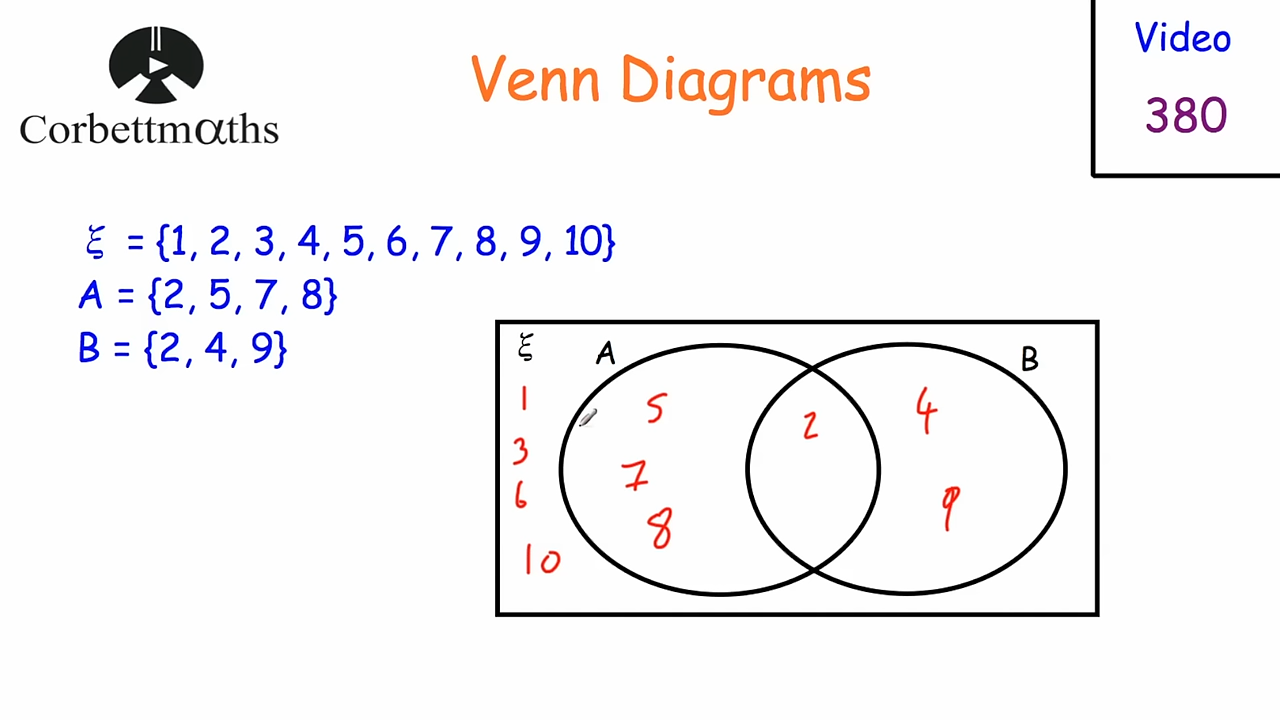 Corbettmαths
Venn Diagrams
Video
380
ξ = {1, 2, 3, 4, 5, 6, 7, 8, 9, 10}
A = {2, 5, 7, 8}
B = {2, 4, 9}
ξ
A
B
1
3
6
10
5
7
8
2
4
9